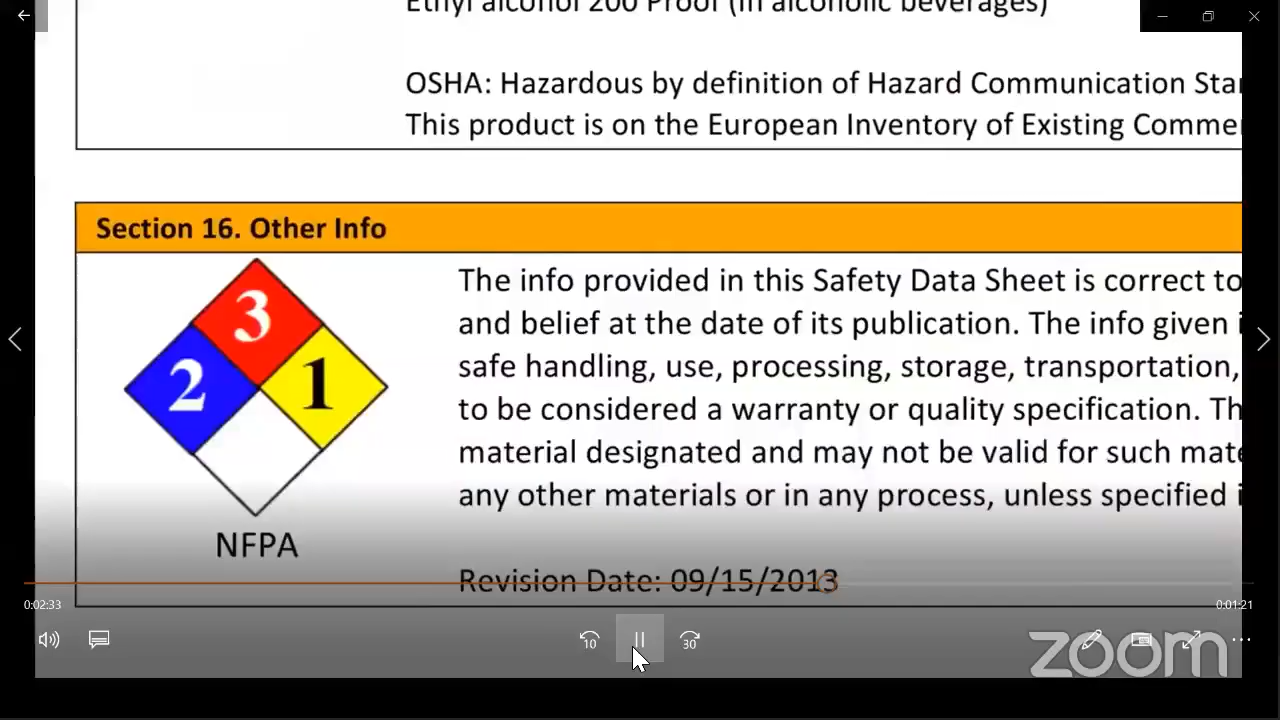 Ethyl alcohol 200 Proof (in alcoholic beverages)
OSHA: Hazardous by definition of Hazard Communication Sta
This product is on the European Inventory of Existing Comme
Section 16. Other Info
3
2
1
NFPA
The info provided in this Safety Data Sheet is correct to
and belief at the date of its publication. The info given
safe handling, use, processing, storage, transportation,
to be considered a warranty or quality specification. Th
material designated and may not be valid for such mate
any other materials or in any process, unless specified
Revision Date: 09/15/2013
0:02:33
0:01:21
10
30
zoom